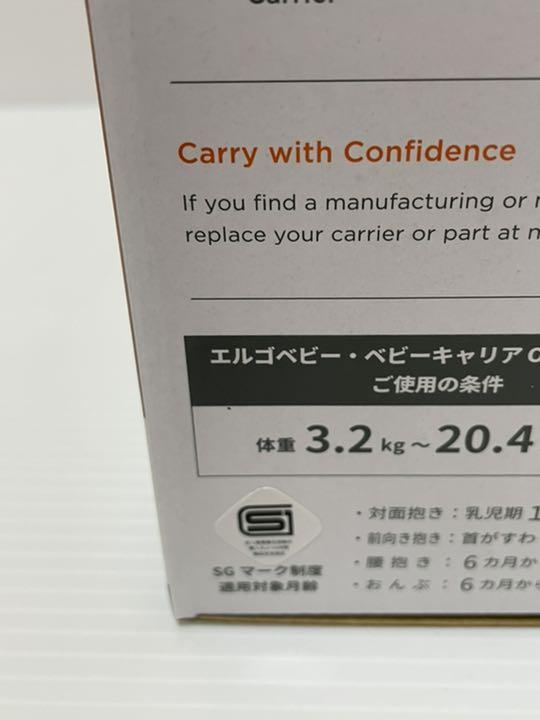 Carrier
Carry with Confidence
If you find a manufacturing or
replace your carrier or part at
エルゴベビー・ベビーキャリア
ご使用の条件
体重 3.2 kg～20.4
・対面抱き：乳児期 1
・前向き抱き：首がすわ
・腰抱き：6カ月か
・おんぶ：6カ月か
SG マーク制度
適用対象月齢